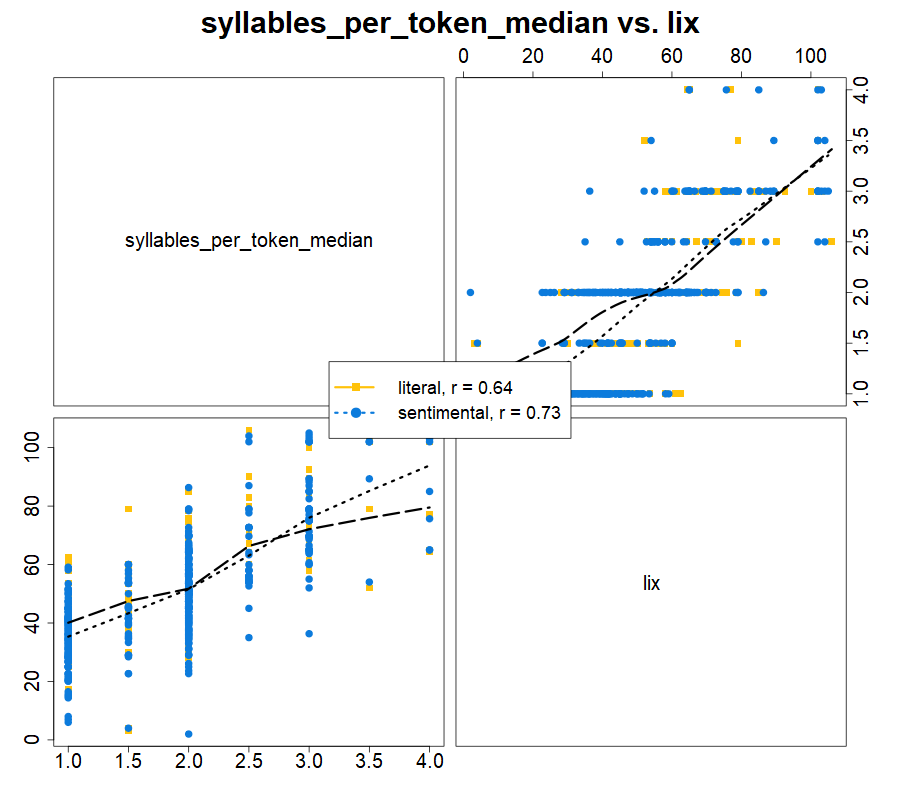 syllables_per_token_median vs. lix
0 20 40 60 80 100
syllables_per_token_median
4.0
3.5
3.0
2.5
2.0
1.5
1.0
literal, r = 0.64
sentimental, r = 0.73
100
80
60
40
20
0
lix
1.0 1.5 2.0 2.5 3.0 3.5 4.0